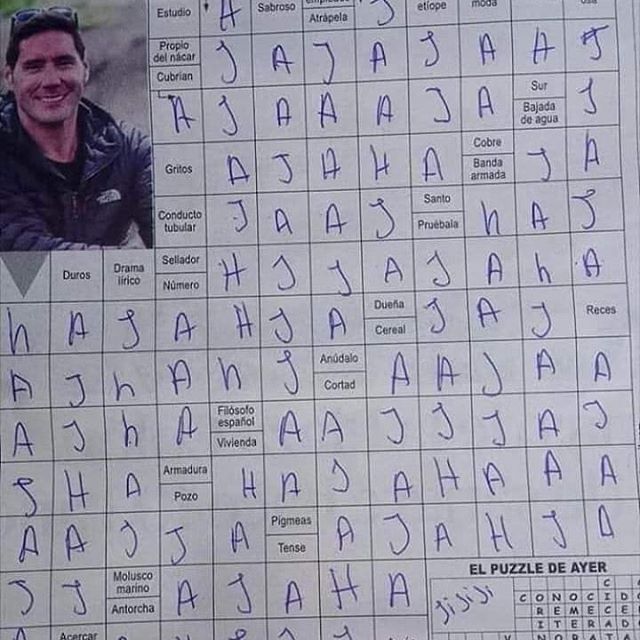 Estudio H Sabroso Atrápela J etíope moda
Propio del nácar Cubrían J A J A J A H J
A J A A A J A Sur Bajada de agua J
Gritos A J A H A Cobre Banda armada J A
Conducto tubular J A A J Santo Pruébala h A J
Duros Drama lírico Sellador Número H J J A J A h A
h A J A H J A Dueña Cereal J A J Reces
A J h A h J Anúdalo Cortad A A J A A
A J h A Filósofo español Vivienda A A J J J A J
J H A Armadura Pozo H A J A H A A A
A A J J A Pigmeas Tense A J A H J A
J J Molusco marino Antorcha A J A H A
Acercar
EL PUZZLE DE AYER
JiJiJi
C O N O C I D
R E M E C E
I T E R A D